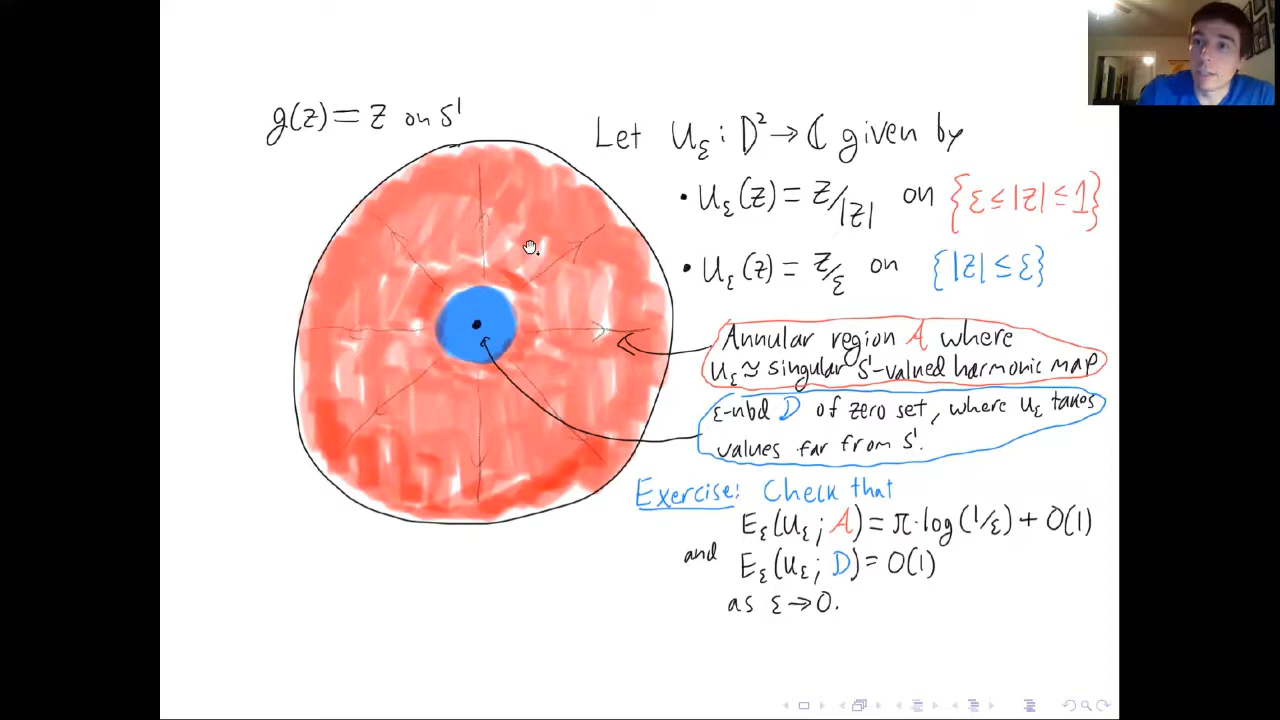 g(z) = z on S¹
Let u_ε : D² → ℂ given by
• u_ε(z) = z/|z| on {ε ≤ |z| ≤ 1}
• u_ε(z) = z/ε on {|z| ≤ ε}
Annular region A where
u_ε ≈ singular S¹-valued harmonic map
ε-nbd D of zero set, where u_ε takes
values far from S¹.
Exercise: Check that
E_ε(u_ε; A) = π·log(1/ε) + O(1)
and E_ε(u_ε; D) = O(1)
as ε → 0.